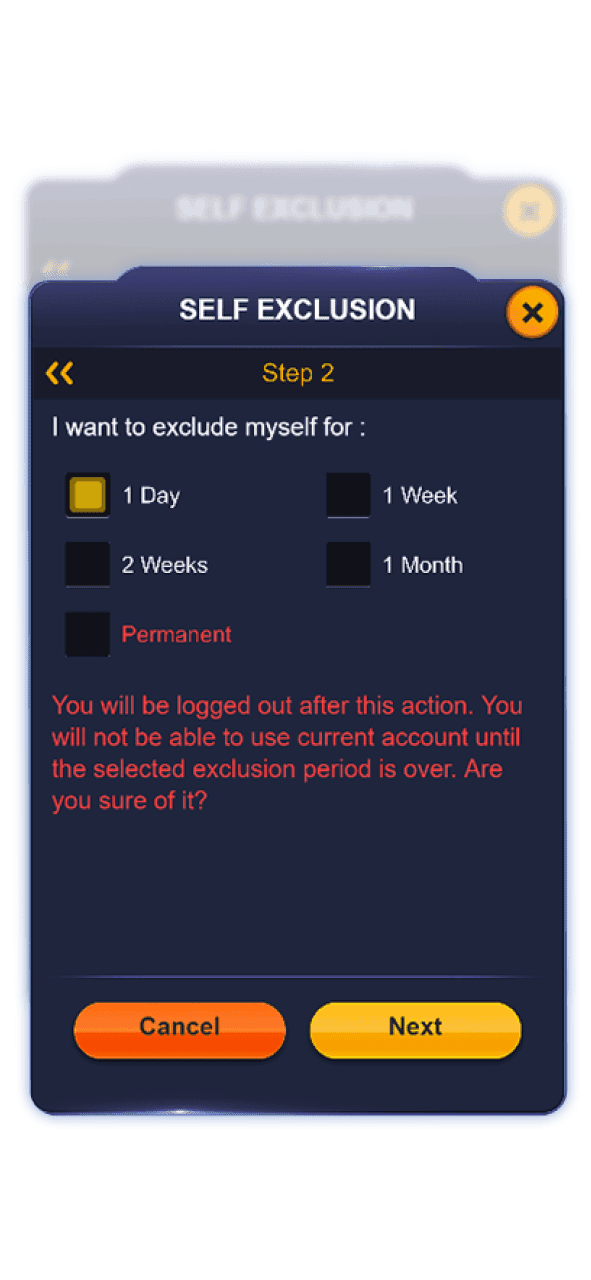 SELF EXCLUSION
SELF EXCLUSION
Step 2
I want to exclude myself for :
1 Day
1 Week
2 Weeks
1 Month
Permanent
You will be logged out after this action. You
will not be able to use current account until
the selected exclusion period is over. Are
you sure of it?
Cancel
Next